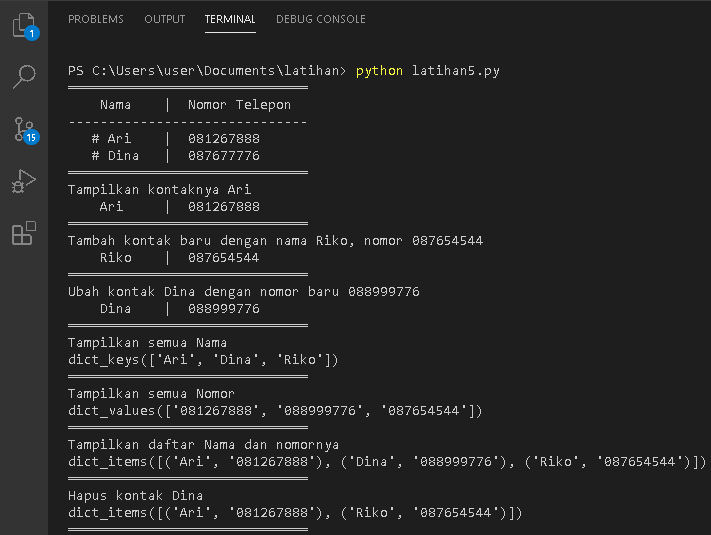 PROBLEMS OUTPUT TERMINAL DEBUG CONSOLE
1
15
PS C:\Users\user\Documents\latihan> python latihan5.py
==============================
Nama | Nomor Telepon
------------------------------
# Ari | 081267888
# Dina | 087677776
==============================
Tampilkan kontaknya Ari
Ari | 081267888
==============================
Tambah kontak baru dengan nama Riko, nomor 087654544
Riko | 087654544
==============================
Ubah kontak Dina dengan nomor baru 088999776
Dina | 088999776
==============================
Tampilkan semua Nama
dict_keys(['Ari', 'Dina', 'Riko'])
==============================
Tampilkan semua Nomor
dict_values(['081267888', '088999776', '087654544'])
==============================
Tampilkan daftar Nama dan nomornya
dict_items([('Ari', '081267888'), ('Dina', '088999776'), ('Riko', '087654544')])
==============================
Hapus kontak Dina
dict_items([('Ari', '081267888'), ('Riko', '087654544')])
==============================